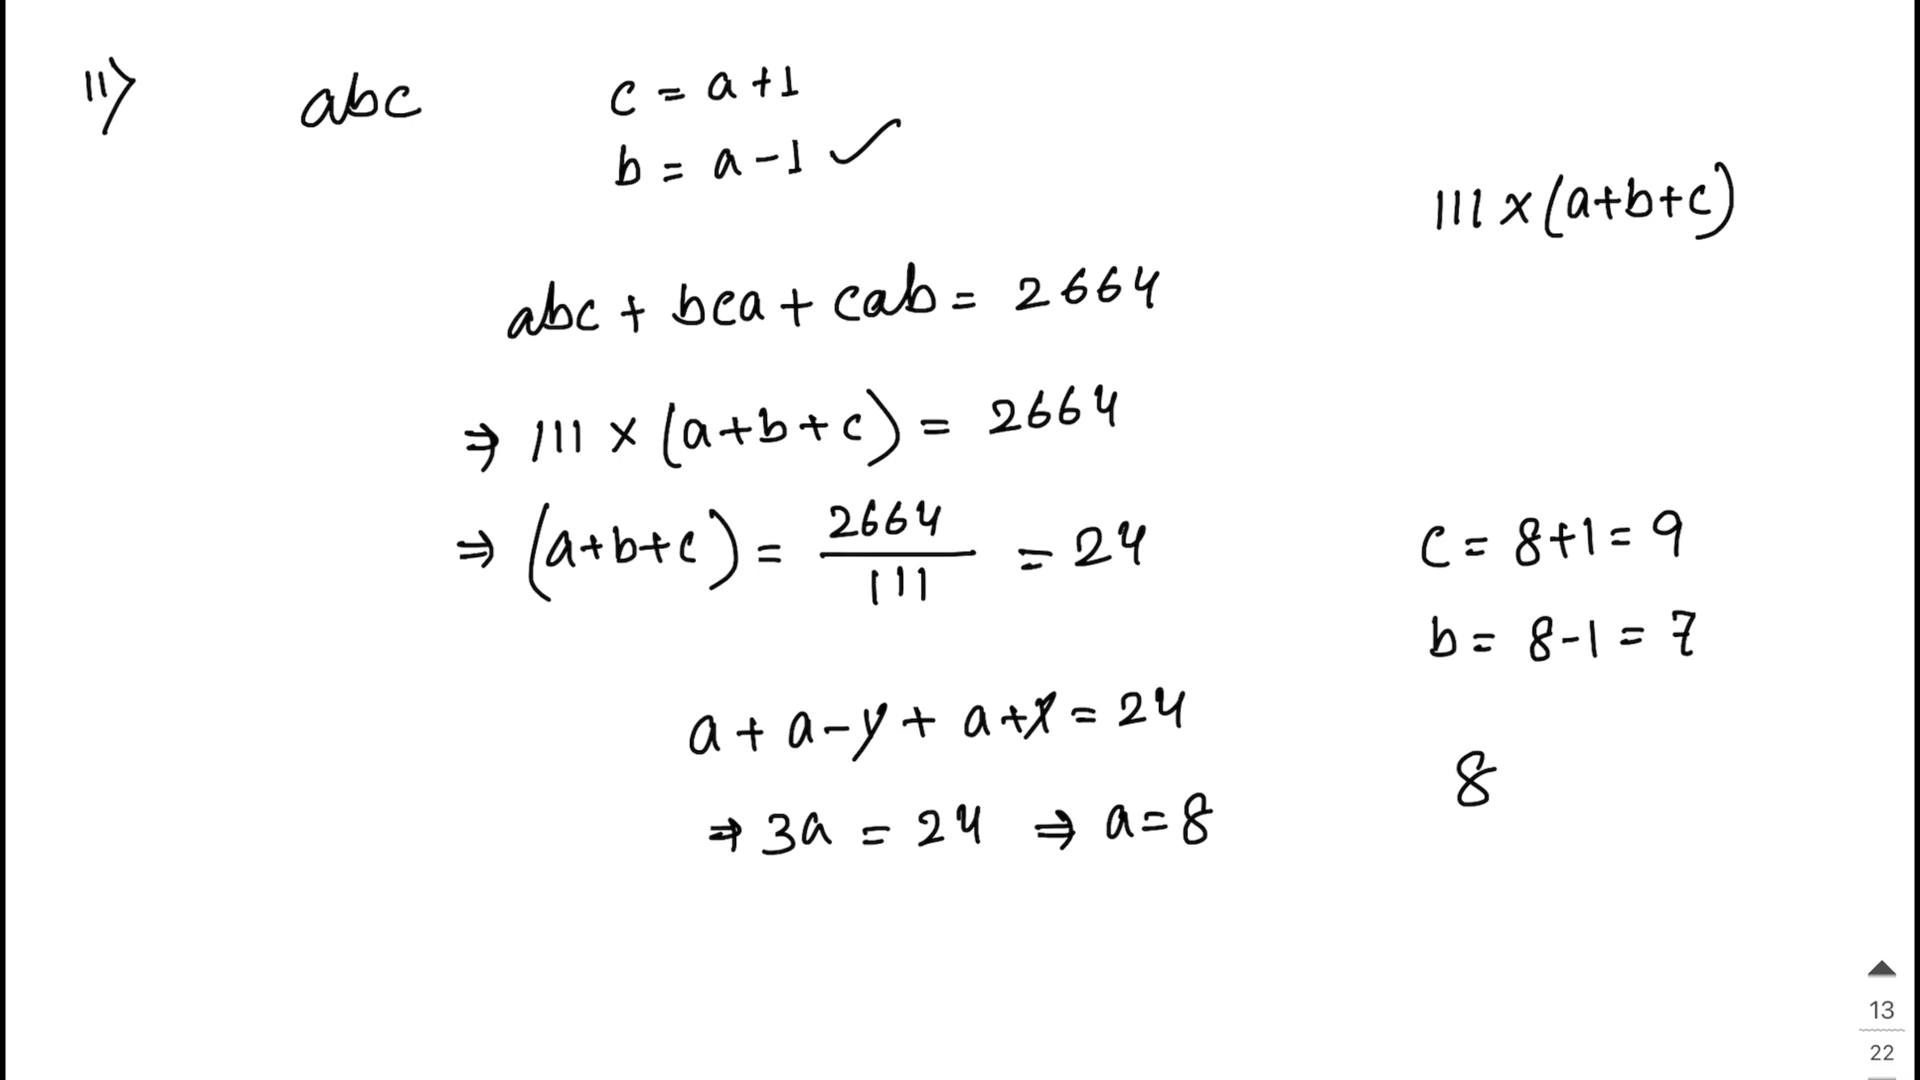 11) abc c = a+1
b = a-1 ✓
111 x (a+b+c)
abc + bca + cab = 2664
⇒ 111 x (a+b+c) = 2664
⇒ (a+b+c) = 2664/111 = 24
c = 8+1 = 9
b = 8-1 = 7
a + a-1 + a+1 = 24
8
⇒ 3a = 24 ⇒ a=8
13
22